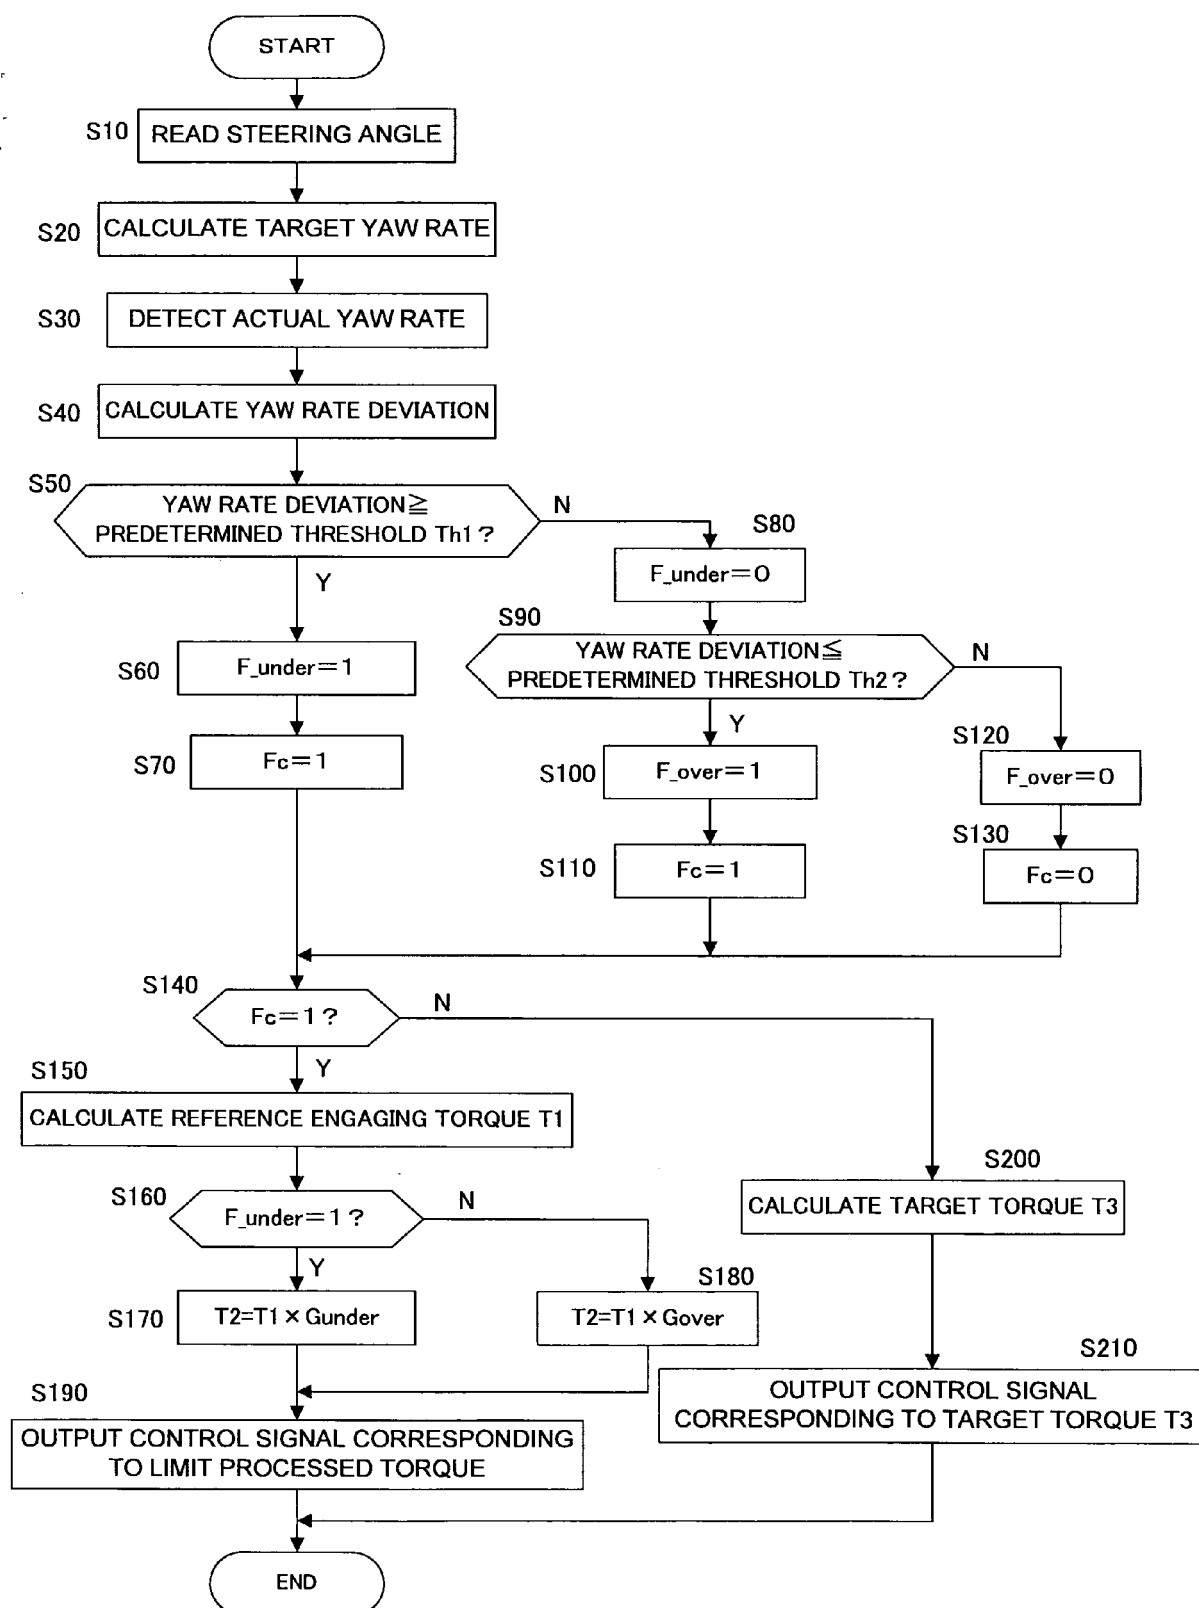 START
S10
READ STEERING ANGLE
S20
CALCULATE TARGET YAW RATE
S30
DETECT ACTUAL YAW RATE
S40
CALCULATE YAW RATE DEVIATION
S50
YAW RATE DEVIATION≧
PREDETERMINED THRESHOLD Th1?
N
Y
S80
F_under=0
S60
F_under=1
S90
YAW RATE DEVIATION≦
PREDETERMINED THRESHOLD Th2?
N
Y
S70
Fc=1
S100
F_over=1
S120
F_over=0
S110
Fc=1
S130
Fc=0
S140
Fc=1?
N
Y
S150
CALCULATE REFERENCE ENGAGING TORQUE T1
S160
F_under=1?
N
Y
S200
CALCULATE TARGET TORQUE T3
S170
T2=T1×Gunder
S180
T2=T1×Gover
S190
OUTPUT CONTROL SIGNAL CORRESPONDING
TO LIMIT PROCESSED TORQUE
S210
OUTPUT CONTROL SIGNAL
CORRESPONDING TO TARGET TORQUE T3
END